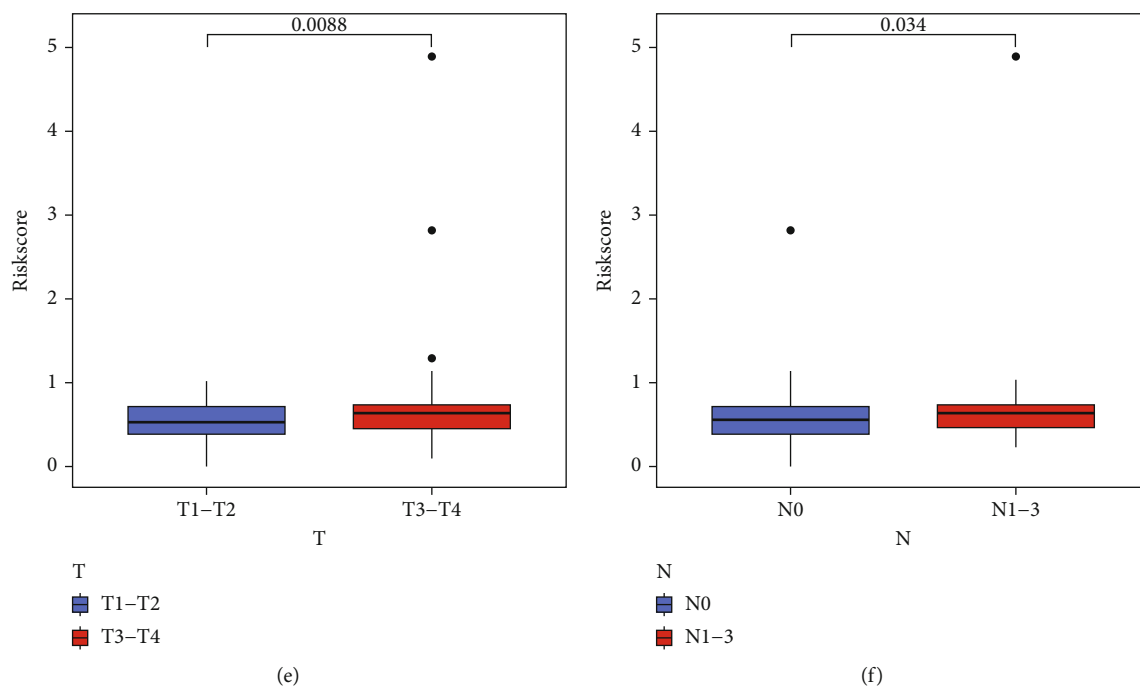 0.0088
5
4
3
2
1
0
Riskscore
T1–T2
T3–T4
T
T
T1–T2
T3–T4
(e)
0.034
5
4
3
2
1
0
Riskscore
N0
N1–3
N
N
N0
N1–3
(f)